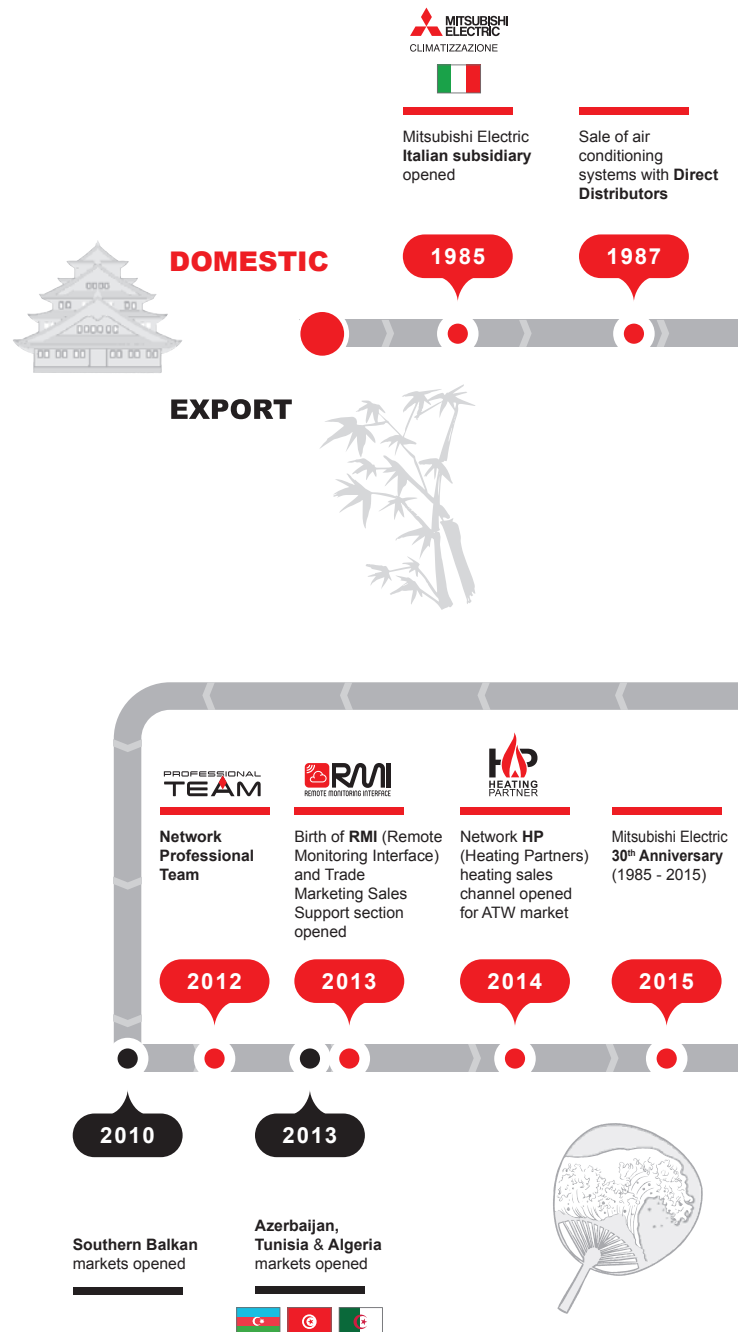 MITSUBISHI
ELECTRIC
CLIMATIZZAZIONE
Mitsubishi Electric
Italian subsidiary
opened
Sale of air
conditioning
systems with Direct
Distributors
DOMESTIC
1985
1987
EXPORT
PROFESSIONAL
TEAM
Network
Professional
Team
RMI
REMOTE MONITORING INTERFACE
Birth of RMI (Remote
Monitoring Interface)
and Trade
Marketing Sales
Support section
opened
HP
HEATING
PARTNER
Network HP
(Heating Partners)
heating sales
channel opened
for ATW market
Mitsubishi Electric
30th Anniversary
(1985 - 2015)
2012
2013
2014
2015
2010
2013
Southern Balkan
markets opened
Azerbaijan,
Tunisia & Algeria
markets opened